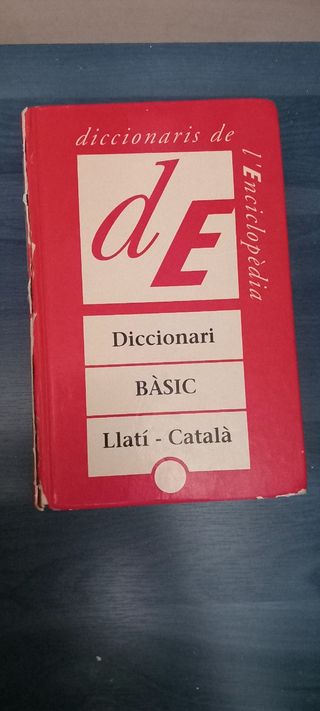 diccionaris de
l'Enciclopèdia
dE
Diccionari
BÀSIC
Llatí - Català